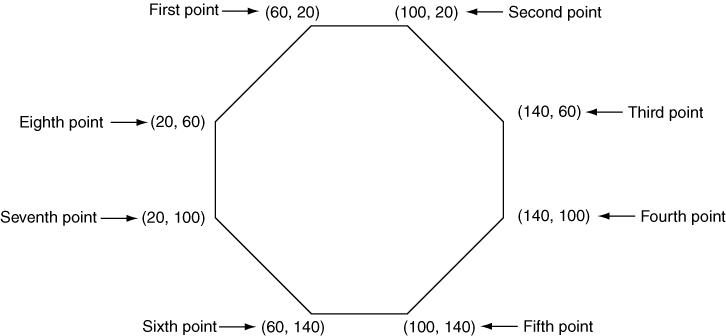 First point (60, 20) (100, 20) Second point
Eighth point (20, 60) (140, 60) Third point
Seventh point (20, 100) (140, 100) Fourth point
Sixth point (60, 140) (100, 140) Fifth point